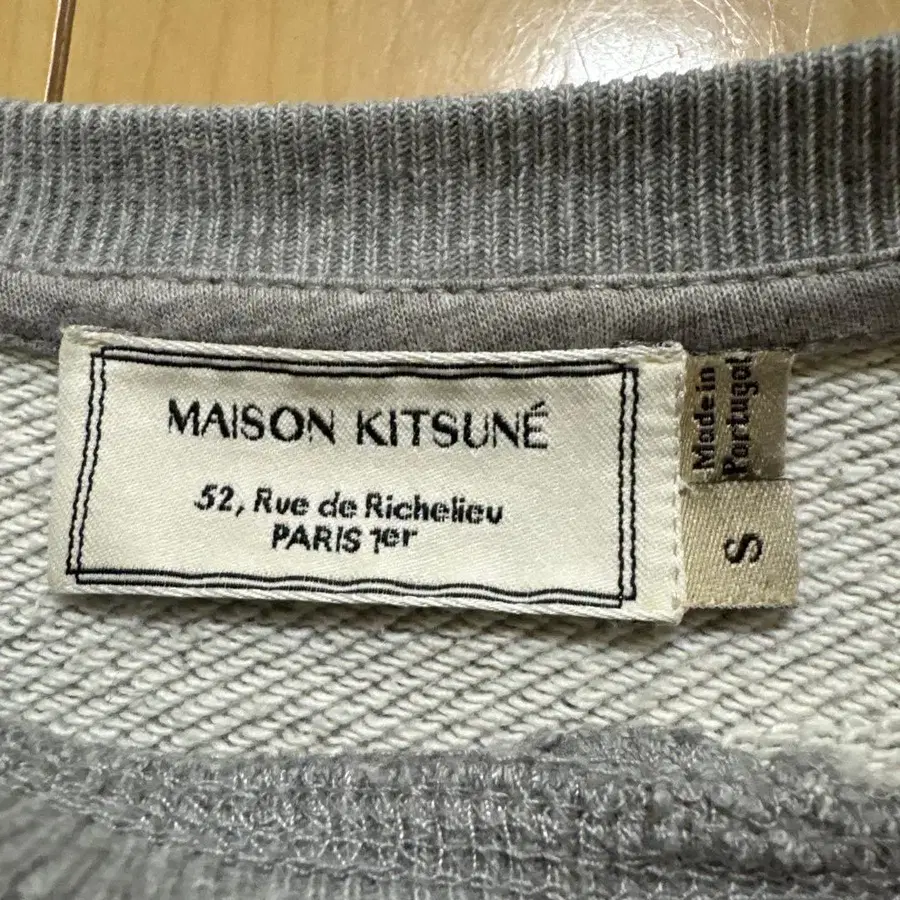 MAISON KITSUNÉ
52, Rue de Richelieu
PARIS 1er
Made in
Portugal
S